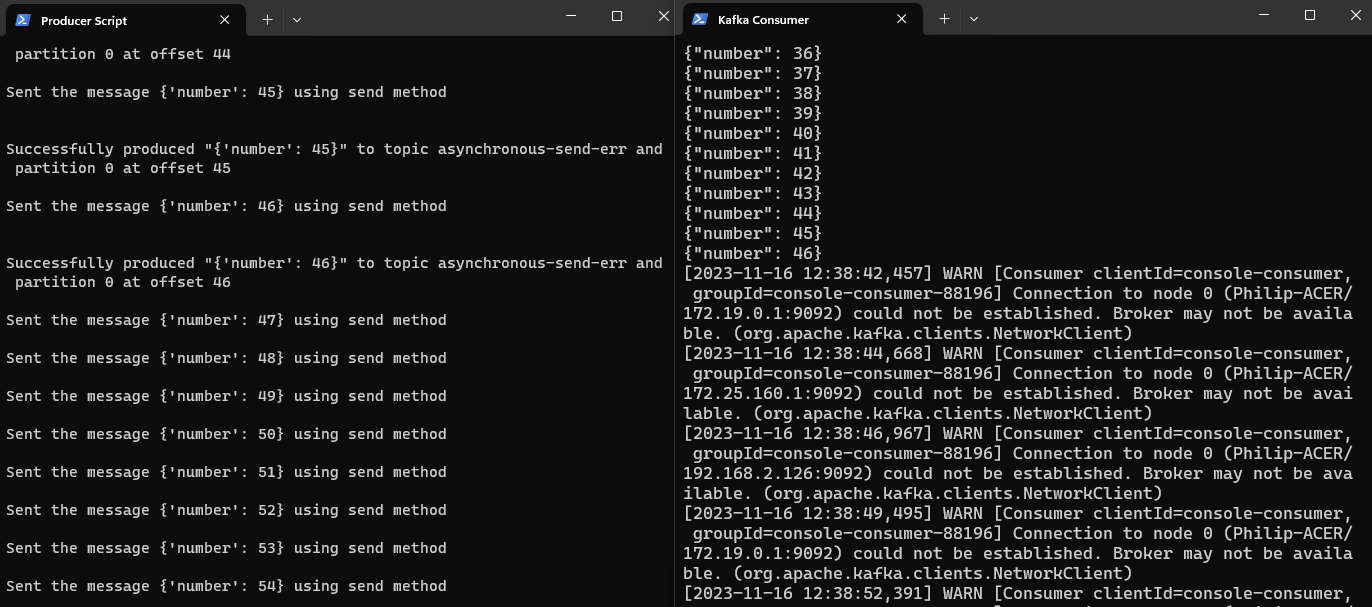 Producer Script
partition 0 at offset 44
Sent the message {'number': 45} using send method
Successfully produced "{'number': 45}" to topic asynchronous-send-err and
partition 0 at offset 45
Sent the message {'number': 46} using send method
Successfully produced "{'number': 46}" to topic asynchronous-send-err and
partition 0 at offset 46
Sent the message {'number': 47} using send method
Sent the message {'number': 48} using send method
Sent the message {'number': 49} using send method
Sent the message {'number': 50} using send method
Sent the message {'number': 51} using send method
Sent the message {'number': 52} using send method
Sent the message {'number': 53} using send method
Sent the message {'number': 54} using send method
Kafka Consumer
{"number": 36}
{"number": 37}
{"number": 38}
{"number": 39}
{"number": 40}
{"number": 41}
{"number": 42}
{"number": 43}
{"number": 44}
{"number": 45}
{"number": 46}
[2023-11-16 12:38:42,457] WARN [Consumer clientId=console-consumer,
groupId=console-consumer-88196] Connection to node 0 (Philip-ACER/
172.19.0.1:9092) could not be established. Broker may not be availa
ble. (org.apache.kafka.clients.NetworkClient)
[2023-11-16 12:38:44,668] WARN [Consumer clientId=console-consumer,
groupId=console-consumer-88196] Connection to node 0 (Philip-ACER/
172.25.160.1:9092) could not be established. Broker may not be avai
lable. (org.apache.kafka.clients.NetworkClient)
[2023-11-16 12:38:46,967] WARN [Consumer clientId=console-consumer,
groupId=console-consumer-88196] Connection to node 0 (Philip-ACER/
192.168.2.126:9092) could not be established. Broker may not be ava
ilable. (org.apache.kafka.clients.NetworkClient)
[2023-11-16 12:38:49,495] WARN [Consumer clientId=console-consumer,
groupId=console-consumer-88196] Connection to node 0 (Philip-ACER/
172.19.0.1:9092) could not be established. Broker may not be availa
ble. (org.apache.kafka.clients.NetworkClient)
[2023-11-16 12:38:52,391] WARN [Consumer clientId=console-consumer,